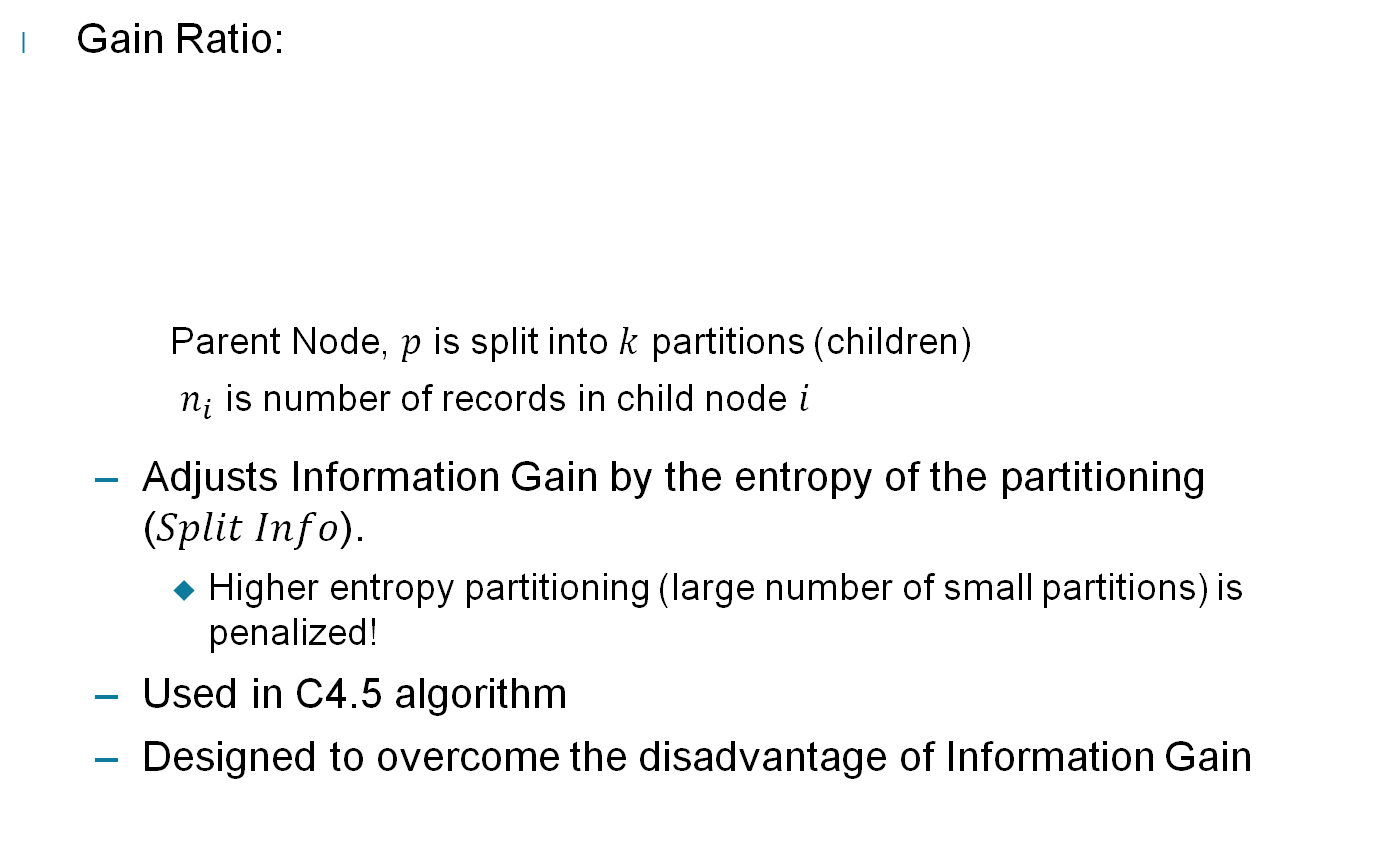 Gain Ratio:
Parent Node, 𝑝 is split into 𝑘 partitions (children)
𝑛ᵢ is number of records in child node 𝑖
– Adjusts Information Gain by the entropy of the partitioning
(𝑆𝑝𝑙𝑖𝑡 𝐼𝑛𝑓𝑜).
◆ Higher entropy partitioning (large number of small partitions) is
penalized!
– Used in C4.5 algorithm
– Designed to overcome the disadvantage of Information Gain